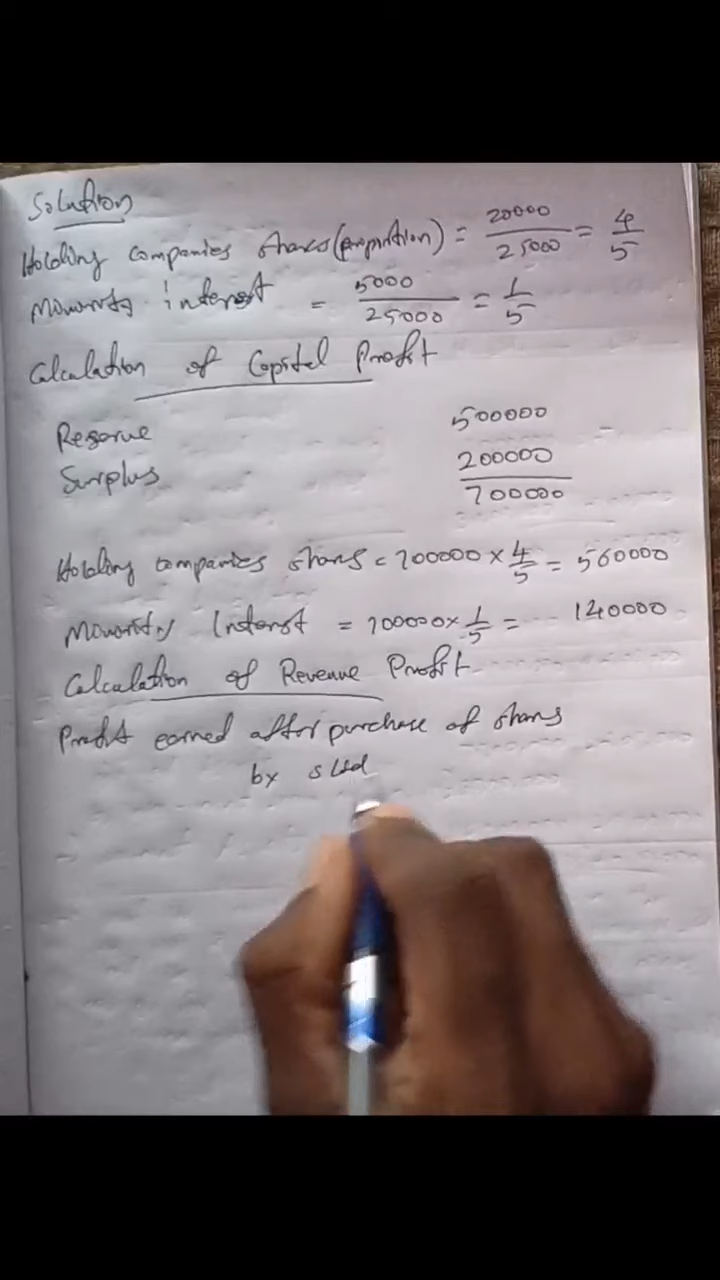 Solution
Holding companies shares (proportion) = 20000/25000 = 4/5
Minority interest = 5000/25000 = 1/5
Calculation of Capital Profit
Reserve 500000
Surplus 200000
700000
Holding companies shares = 700000 × 4/5 = 560000
Minority Interest = 700000 × 1/5 = 140000
Calculation of Revenue Profit
Profit earned after purchase of shares
by s Ltd